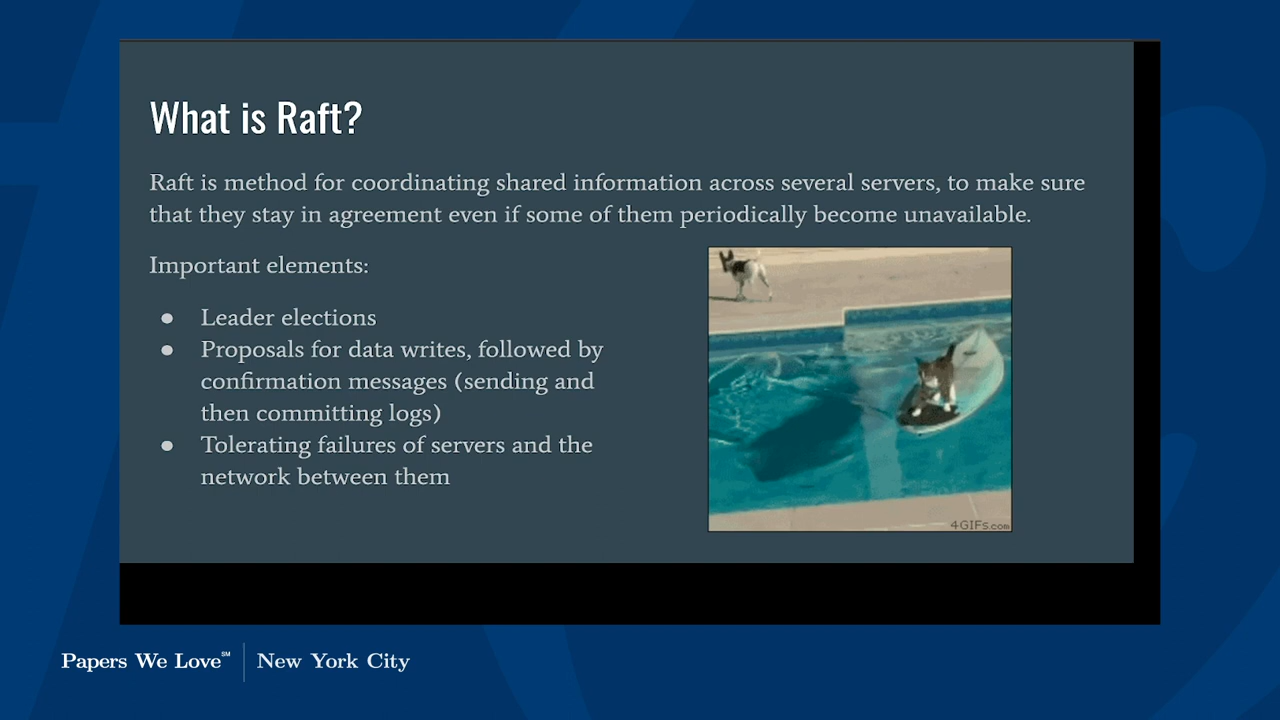 What is Raft?
Raft is method for coordinating shared information across several servers, to make sure
that they stay in agreement even if some of them periodically become unavailable.
Important elements:
● Leader elections
● Proposals for data writes, followed by
confirmation messages (sending and
then committing logs)
● Tolerating failures of servers and the
network between them
4GIFs.com
Papers We Love℠ | New York City